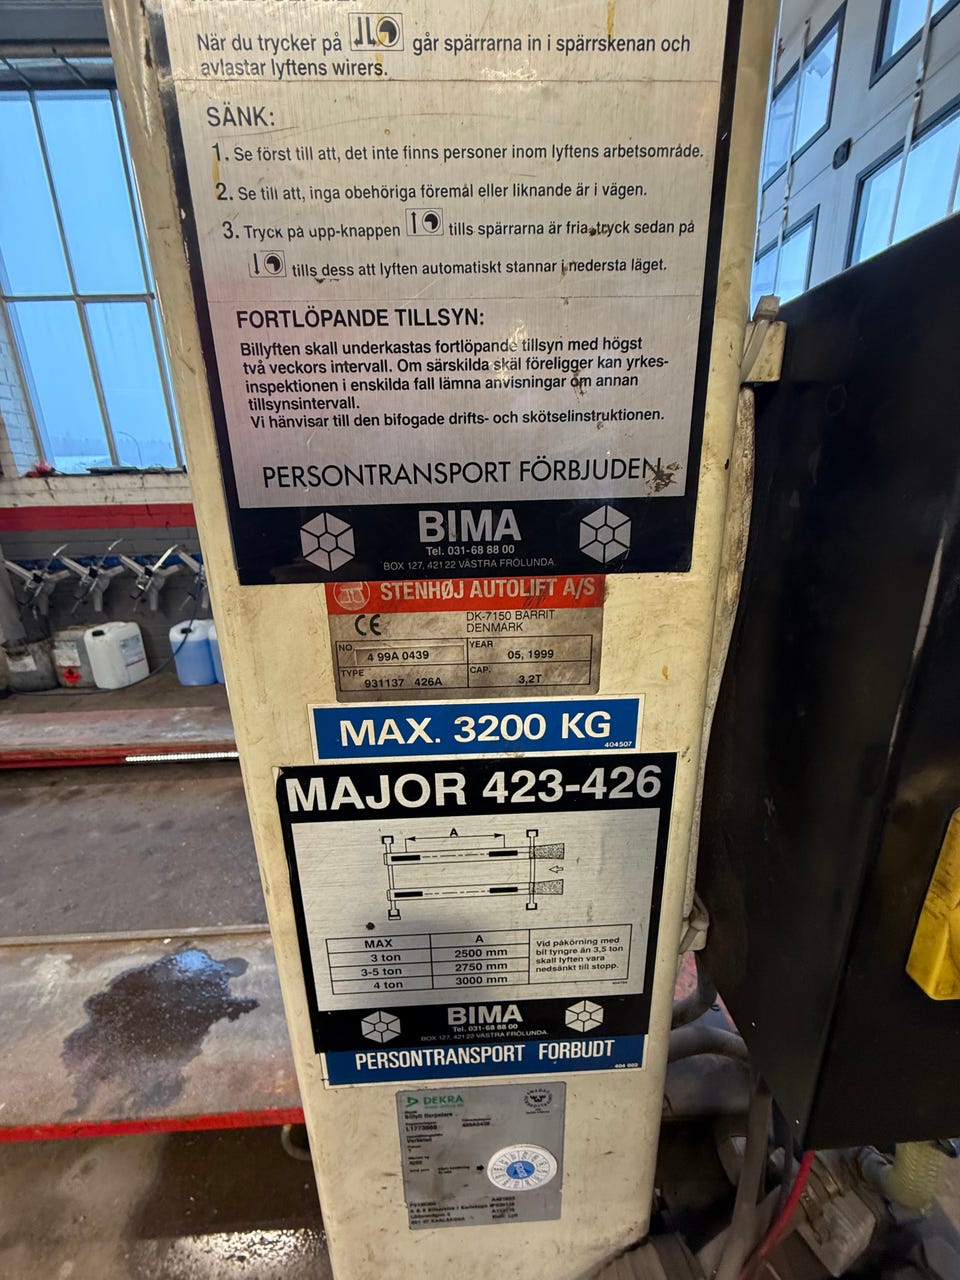 När du trycker på går spärrarna in i spärrskenan och
avlastar lyftens wirers.
SÄNK:
1. Se först till att, det inte finns personer inom lyftens arbetsområde.
2. Se till att, inga obehöriga föremål eller liknande är i vägen.
3. Tryck på upp-knappen tills spärrarna är fria, tryck sedan på
tills dess att lyften automatiskt stannar i nedersta läget.
FORTLÖPANDE TILLSYN:
Billyften skall underkastas fortlöpande tillsyn med högst
två veckors intervall. Om särskilda skäl föreligger kan yrkes-
inspektionen i enskilda fall lämna anvisningar om annan
tillsynsintervall.
Vi hänvisar till den bifogade drifts- och skötselinstruktionen.
PERSONTRANSPORT FÖRBJUDEN
BIMA
Tel. 031-68 88 00
BOX 127, 421 22 VÄSTRA FRÖLUNDA.
STENHØJ AUTOLIFT A/S
CE
DK-7150 BARRIT
DENMARK
NO. 4 99A 0439 YEAR 05, 1999
TYPE 931137 426A CAP. 3,2T
MAX. 3200 KG
404507
MAJOR 423-426
A
MAX A
3 ton 2500 mm
3-5 ton 2750 mm
4 ton 3000 mm
Vid påkörning med
bil tyngre än 3,5 ton
skall lyften vara
nedsänkt till stopp.
BIMA
Tel. 031-68 88 00
BOX 127, 421 22 VÄSTRA FRÖLUNDA.
PERSONTRANSPORT FORBUDT
404 002
DEKRA